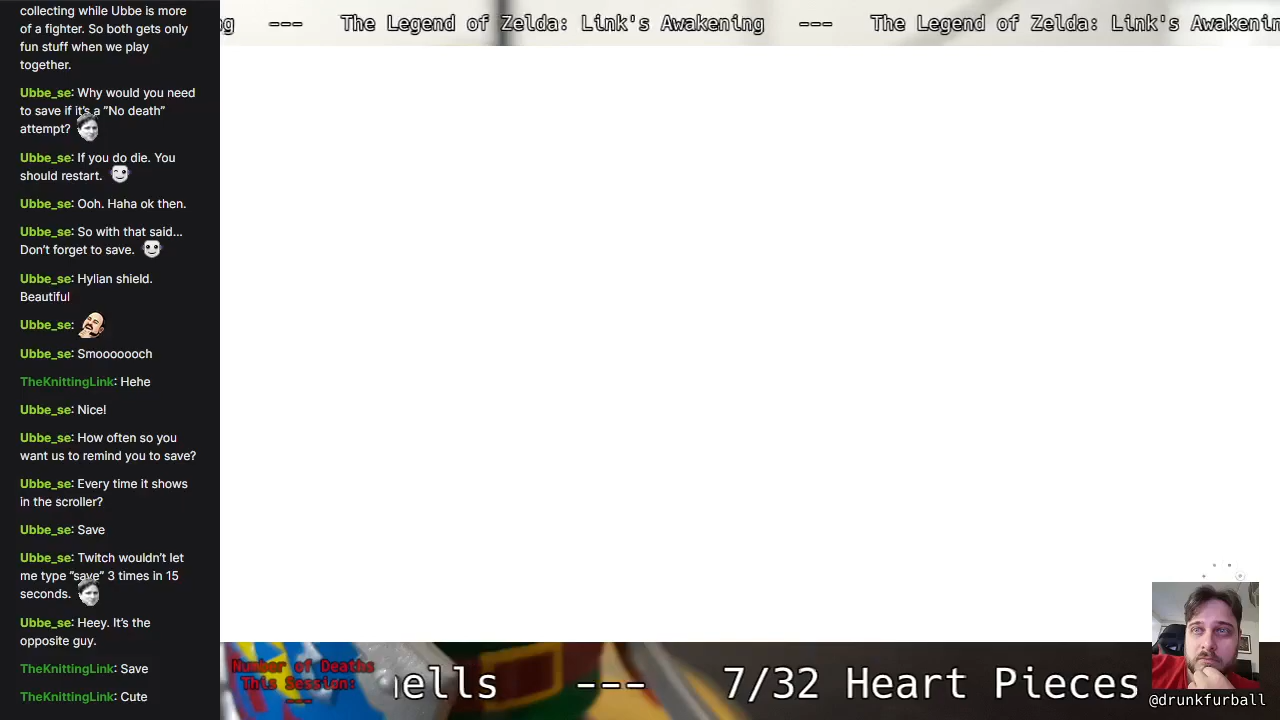 collecting while Ubbe is more
of a fighter. So both gets only
fun stuff when we play
together.
Ubbe_se: Why would you need
to save if it's a "No death"
attempt?
Ubbe_se: If you do die. You
should restart.
Ubbe_se: Ooh. Haha ok then.
Ubbe_se: So with that said...
Don't forget to save.
Ubbe_se: Hylian shield.
Beautiful
Ubbe_se:
Ubbe_se: Smooooooch
TheKnittingLink: Hehe
Ubbe_se: Nice!
Ubbe_se: How often so you
want us to remind you to save?
Ubbe_se: Every time it shows
in the scroller?
Ubbe_se: Save
Ubbe_se: Twitch wouldn't let
me type "save" 3 times in 15
seconds.
Ubbe_se: Heey. It's the
opposite guy.
TheKnittingLink: Save
TheKnittingLink: Cute
ng --- The Legend of Zelda: Link's Awakening --- The Legend of Zelda: Link's Awakenin
Number of Deaths
This Session:
---
ells --- 7/32 Heart Pieces
@drunkfurball